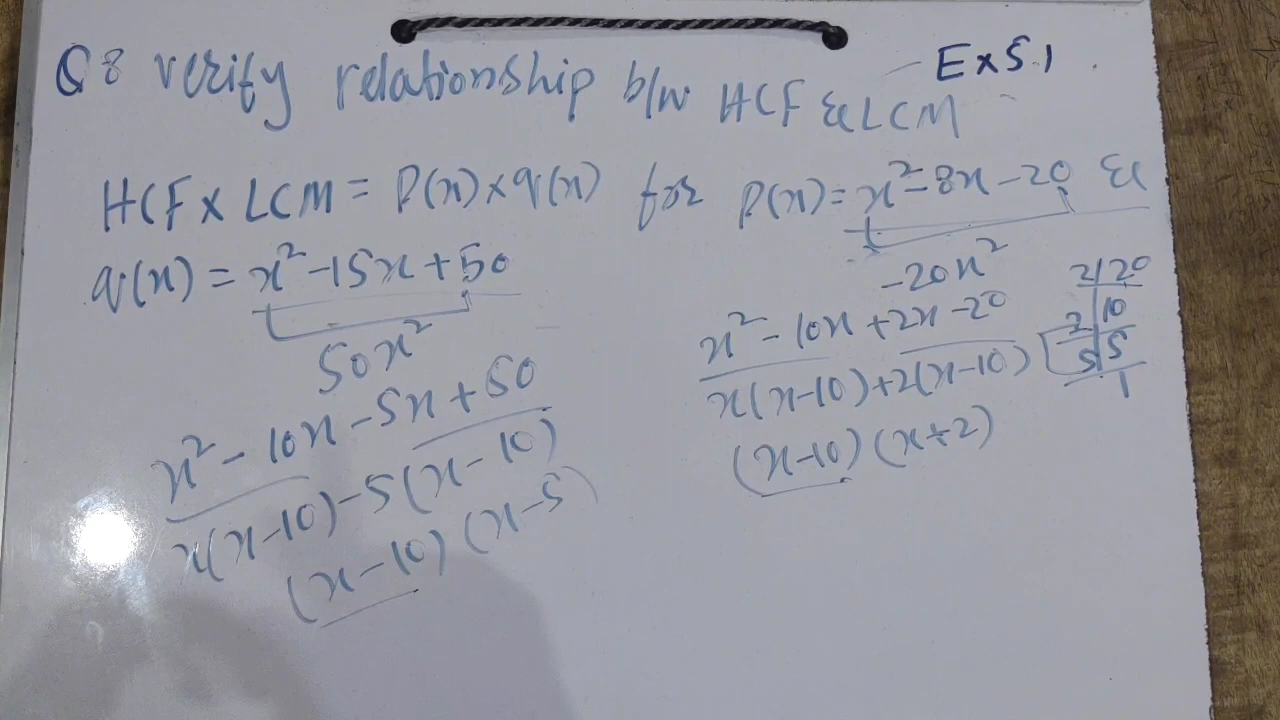 Q8 verify relationship b/w HCF & LCM
Ex 5.1
HCF x LCM = P(x) x q(x) for p(x) = x² - 8x - 20 &
q(x) = x² - 15x + 50
50x²
x² - 10x - 5x + 50
x(x-10) - 5(x-10)
(x-10) (x-5)
-20x²
x² - 10x + 2x - 20
x(x-10) + 2(x-10)
(x-10) (x+2)
2|20
2|10
5|5
1